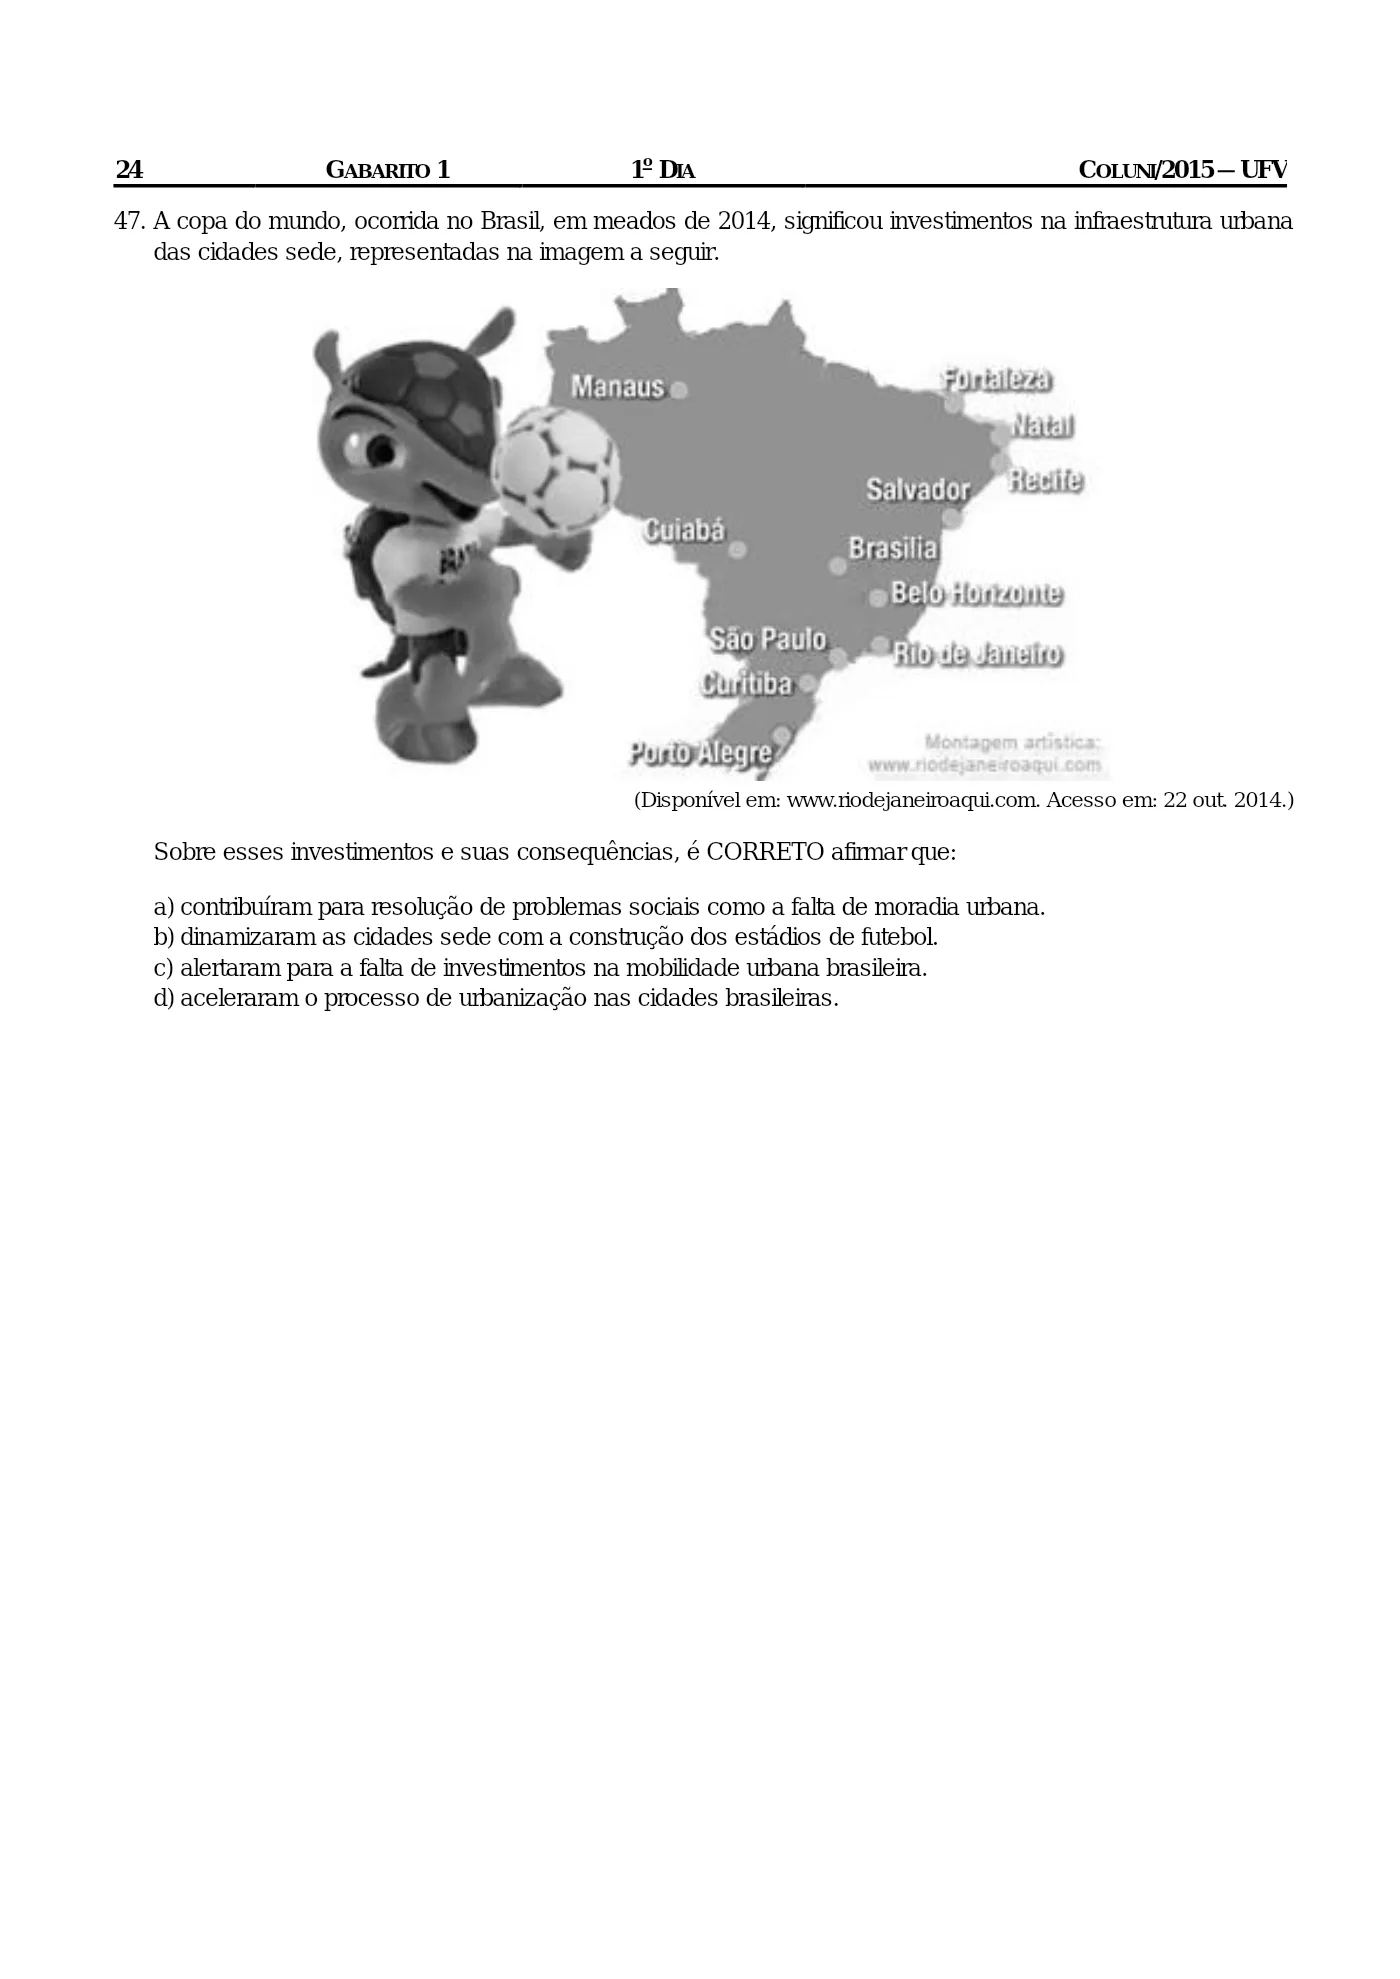 24 GABARITO 1 1º DIA COLUNI/2015 — UFV
47. A copa do mundo, ocorrida no Brasil, em meados de 2014, significou investimentos na infraestrutura urbana
das cidades sede, representadas na imagem a seguir.
Manaus
Fortaleza
Natal
Recife
Salvador
Cuiabá
Brasilia
Belo Horizonte
São Paulo
Rio de Janeiro
Curitiba
Porto Alegre
Montagem artística:
www.riodejaneiroaqui.com
(Disponível em: www.riodejaneiroaqui.com. Acesso em: 22 out. 2014.)
Sobre esses investimentos e suas consequências, é CORRETO afirmar que:
a) contribuíram para resolução de problemas sociais como a falta de moradia urbana.
b) dinamizaram as cidades sede com a construção dos estádios de futebol.
c) alertaram para a falta de investimentos na mobilidade urbana brasileira.
d) aceleraram o processo de urbanização nas cidades brasileiras.